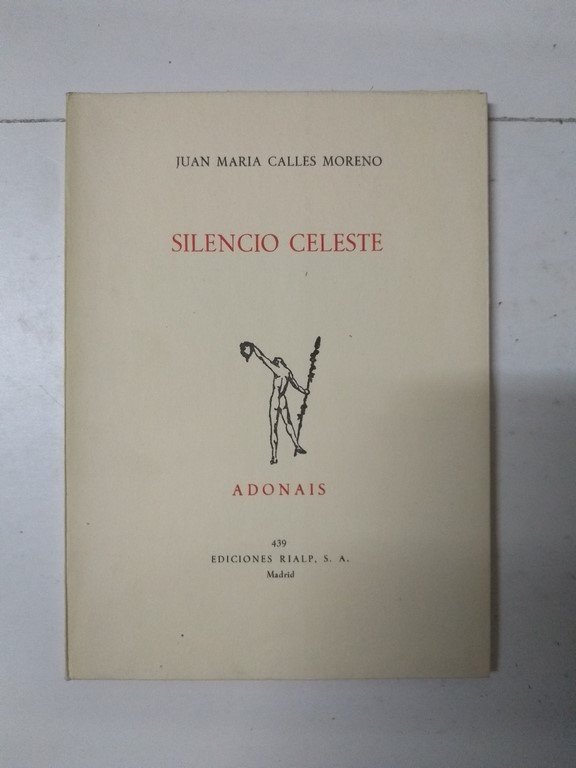 JUAN MARIA CALLES MORENO
SILENCIO CELESTE
ADONAIS
439
EDICIONES RIALP, S. A.
Madrid